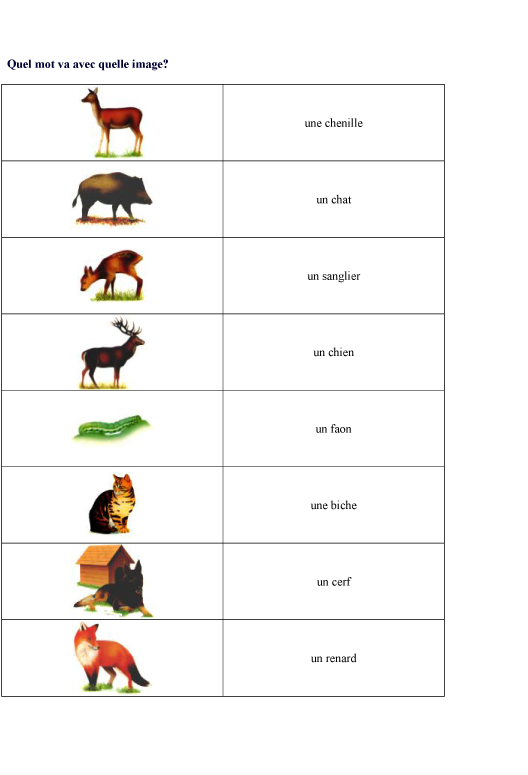 Quel mot va avec quelle image?
une chenille
un chat
un sanglier
un chien
un faon
une biche
un cerf
un renard